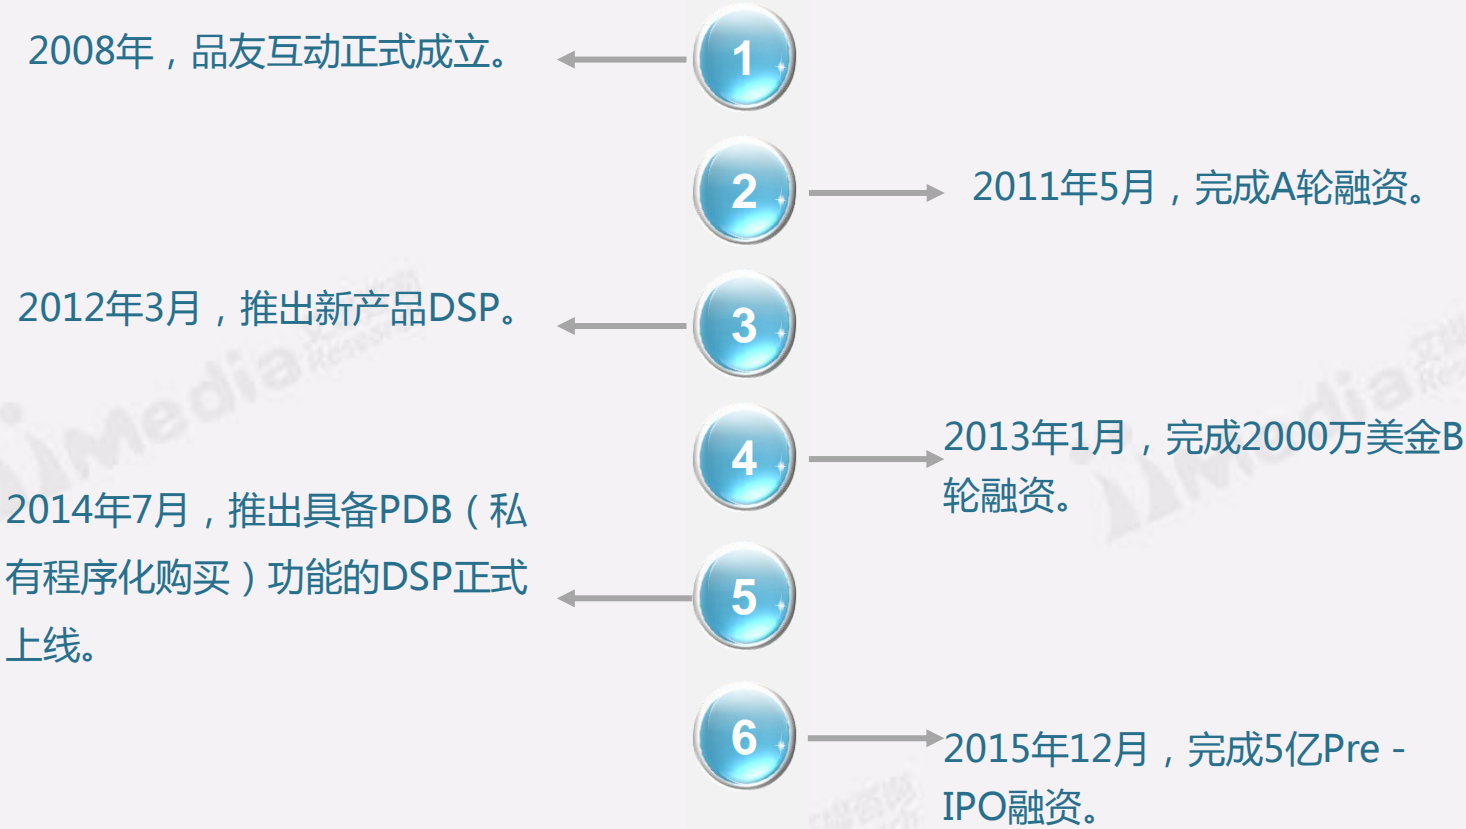 2008年，品友互动正式成立。
1
2
2011年5月，完成A轮融资。
2012年3月，推出新产品DSP。
3
4
2013年1月，完成2000万美金B
轮融资。
2014年7月，推出具备PDB（私
有程序化购买）功能的DSP正式
上线。
5
6
2015年12月，完成5亿Pre-
IPO融资。
iiMedia
Research
艾媒咨询